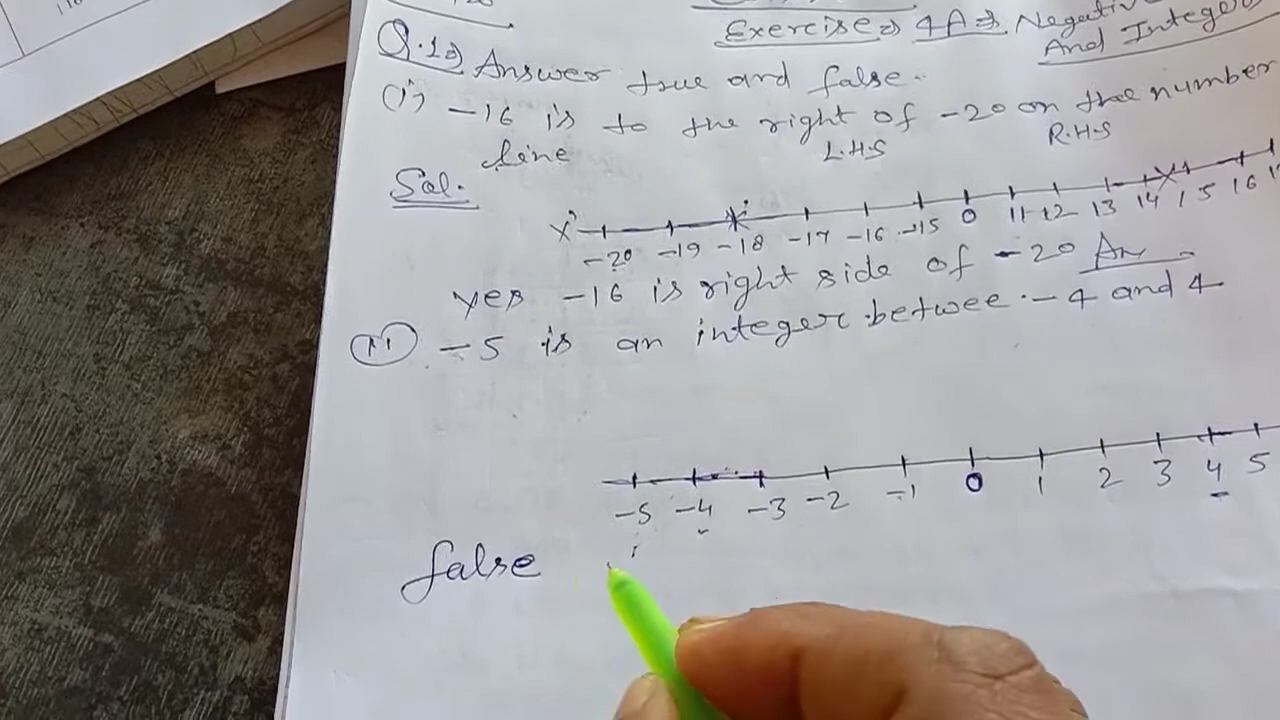 Exercise⇒ 4A⇒ Negative
And Integers
Q.1⇒ Answer true and false.
(i) -16 is to the right of -20 on the number
line
L.H.S R.H.S
Sol.
-20 -19 -18 -17 -16 -15 0 11 12 13 14 15 16
yes -16 is right side of -20 An
(ii) -5 is an integer betwee -4 and 4
-5 -4 -3 -2 -1 0 1 2 3 4 5
false